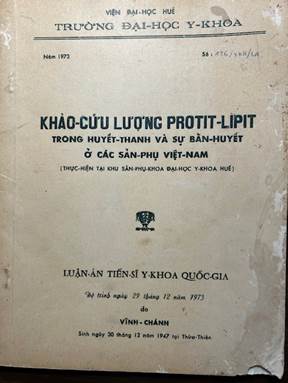 VIỆN ĐẠI-HỌC HUẾ
TRƯỜNG ĐẠI-HỌC Y-KHOA
Năm 1973
Số :
KHẢO-CỨU LƯỢNG PROTIT-LIPIT
TRONG HUYẾT-THANH VÀ SỰ BẦN-HUYẾT
Ở CÁC SẢN-PHỤ VIỆT-NAM
(THỰC-HIỆN TẠI KHU SẢN-PHỤ-KHOA ĐẠI-HỌC Y-KHOA HUẾ)
LUẬN-ÁN TIẾN-SĨ Y-KHOA QUỐC-GIA
Đệ trình ngày 29 tháng 12 năm 1973
do
VĨNH-CHÁNH
Sinh ngày 30 tháng 12 năm 1947 tại Thừa-Thiên